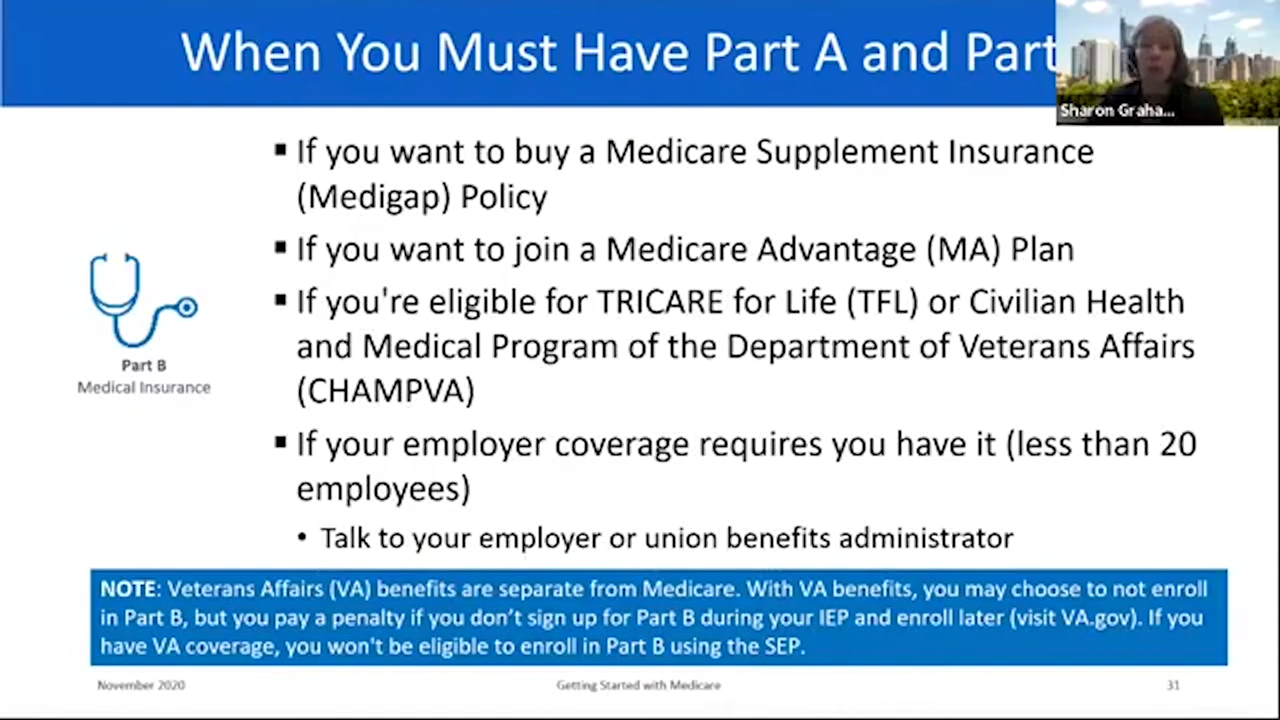 When You Must Have Part A and Part
Sharon Graha...
▪ If you want to buy a Medicare Supplement Insurance
(Medigap) Policy
▪ If you want to join a Medicare Advantage (MA) Plan
▪ If you're eligible for TRICARE for Life (TFL) or Civilian Health
and Medical Program of the Department of Veterans Affairs
(CHAMPVA)
▪ If your employer coverage requires you have it (less than 20
employees)
• Talk to your employer or union benefits administrator
Part B
Medical Insurance
NOTE: Veterans Affairs (VA) benefits are separate from Medicare. With VA benefits, you may choose to not enroll
in Part B, but you pay a penalty if you don’t sign up for Part B during your IEP and enroll later (visit VA.gov). If you
have VA coverage, you won't be eligible to enroll in Part B using the SEP.
November 2020
Getting Started with Medicare
31